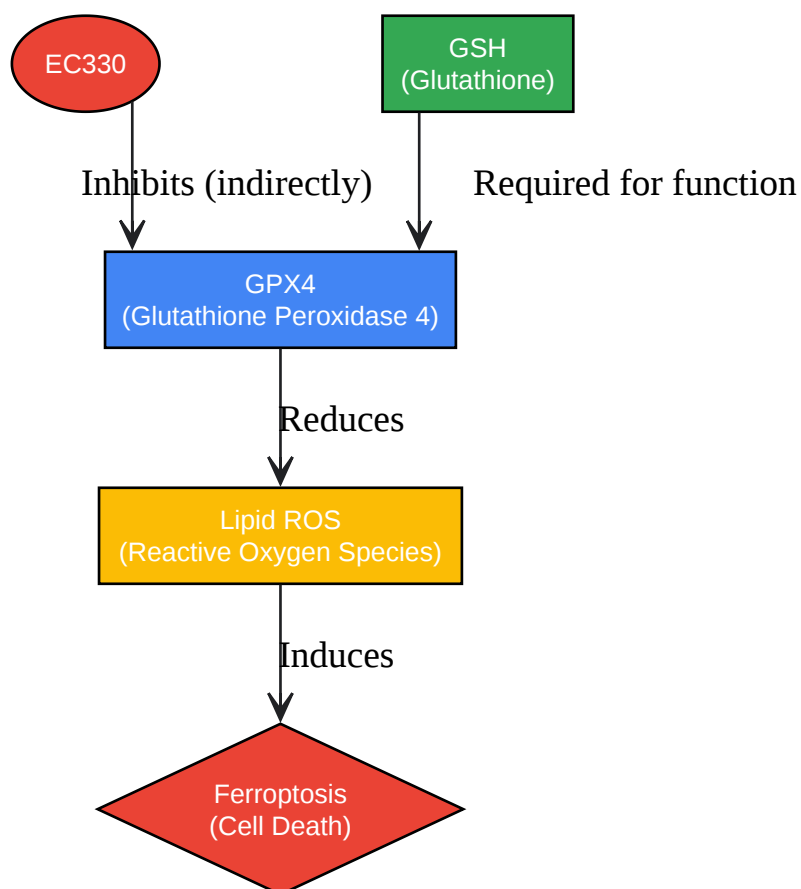 EC330
GSH
(Glutathione)
Inhibits (indirectly)
Required for function
GPX4
(Glutathione Peroxidase 4)
Reduces
Lipid ROS
(Reactive Oxygen Species)
Induces
Ferroptosis
(Cell Death)